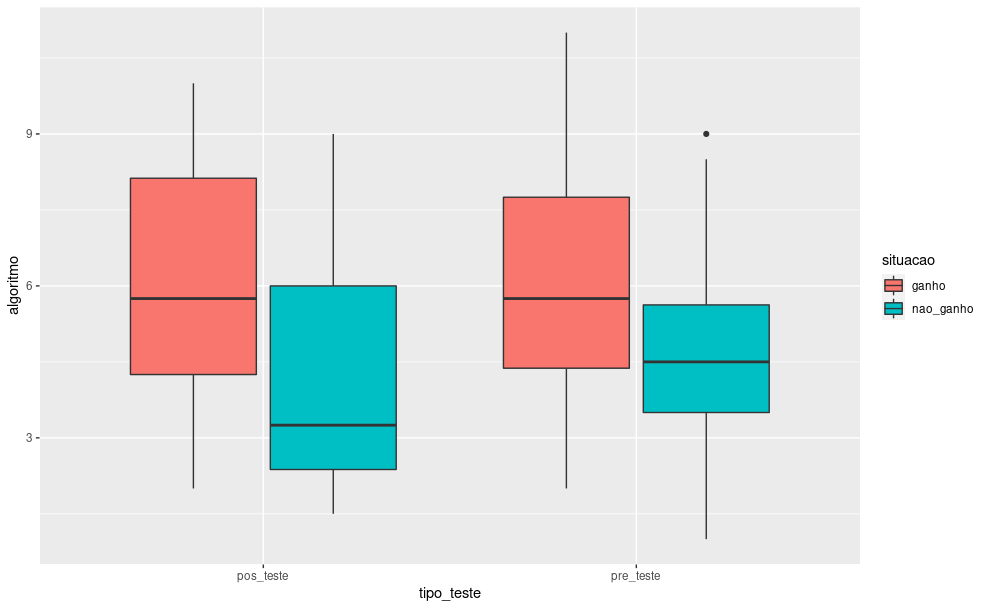 algoritmo
9
6
3
pos_teste
pre_teste
tipo_teste
situacao
ganho
nao_ganho